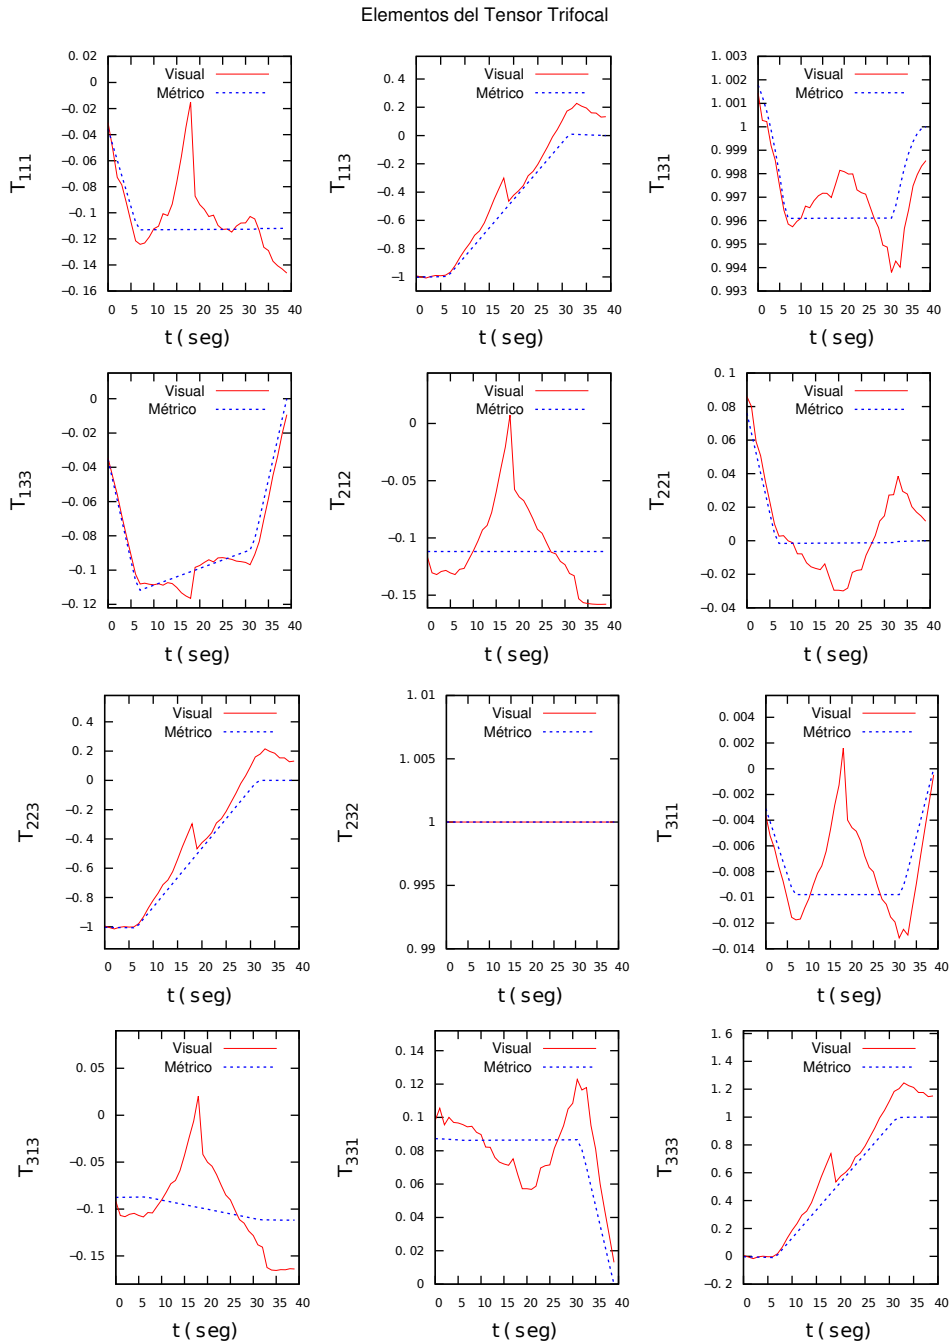 Elementos del Tensor Trifocal
0.02
0
−0.02
−0.04
−0.06
−0.08
−0.1
−0.12
−0.14
−0.16
T111
Visual
Métrico
0 5 10 15 20 25 30 35 40
t(seg)
0.4
0.2
0
−0.2
−0.4
−0.6
−0.8
−1
T113
Visual
Métrico
0 5 10 15 20 25 30 35 40
t(seg)
1.003
1.002
1.001
1
0.999
0.998
0.997
0.996
0.995
0.994
0.993
T131
Visual
Métrico
0 5 10 15 20 25 30 35 40
t(seg)
0
−0.02
−0.04
−0.06
−0.08
−0.1
−0.12
T133
Visual
Métrico
0 5 10 15 20 25 30 35 40
t(seg)
0
−0.05
−0.1
−0.15
T212
Visual
Métrico
0 5 10 15 20 25 30 35 40
t(seg)
0.1
0.08
0.06
0.04
0.02
0
−0.02
−0.04
T221
Visual
Métrico
0 5 10 15 20 25 30 35 40
t(seg)
0.4
0.2
0
−0.2
−0.4
−0.6
−0.8
−1
T223
Visual
Métrico
0 5 10 15 20 25 30 35 40
t(seg)
1.01
1.005
1
0.995
0.99
T232
Visual
Métrico
0 5 10 15 20 25 30 35 40
t(seg)
0.004
0.002
0
−0.002
−0.004
−0.006
−0.008
−0.01
−0.012
−0.014
T311
Visual
Métrico
0 5 10 15 20 25 30 35 40
t(seg)
0.05
0
−0.05
−0.1
−0.15
T313
Visual
Métrico
0 5 10 15 20 25 30 35 40
t(seg)
0.14
0.12
0.1
0.08
0.06
0.04
0.02
0
T331
Visual
Métrico
0 5 10 15 20 25 30 35 40
t(seg)
1.6
1.4
1.2
1
0.8
0.6
0.4
0.2
0
−0.2
T333
Visual
Métrico
0 5 10 15 20 25 30 35 40
t(seg)